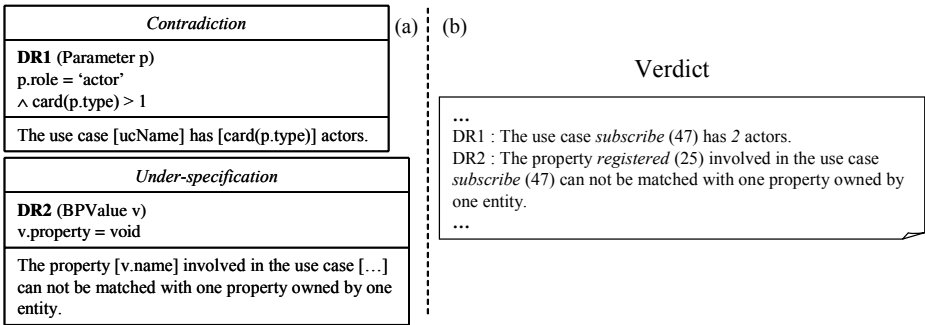 Contradiction
DR1 (Parameter p)
p.role = ‘actor’
∧ card(p.type) > 1
The use case [ucName] has [card(p.type)] actors.
Under-specification
DR2 (BPValue v)
v.property = void
The property [v.name] involved in the use case […]
can not be matched with one property owned by one
entity.
(a)
(b)
Verdict
...
DR1 : The use case subscribe (47) has 2 actors.
DR2 : The property registered (25) involved in the use case
subscribe (47) can not be matched with one property owned by
one entity.
...